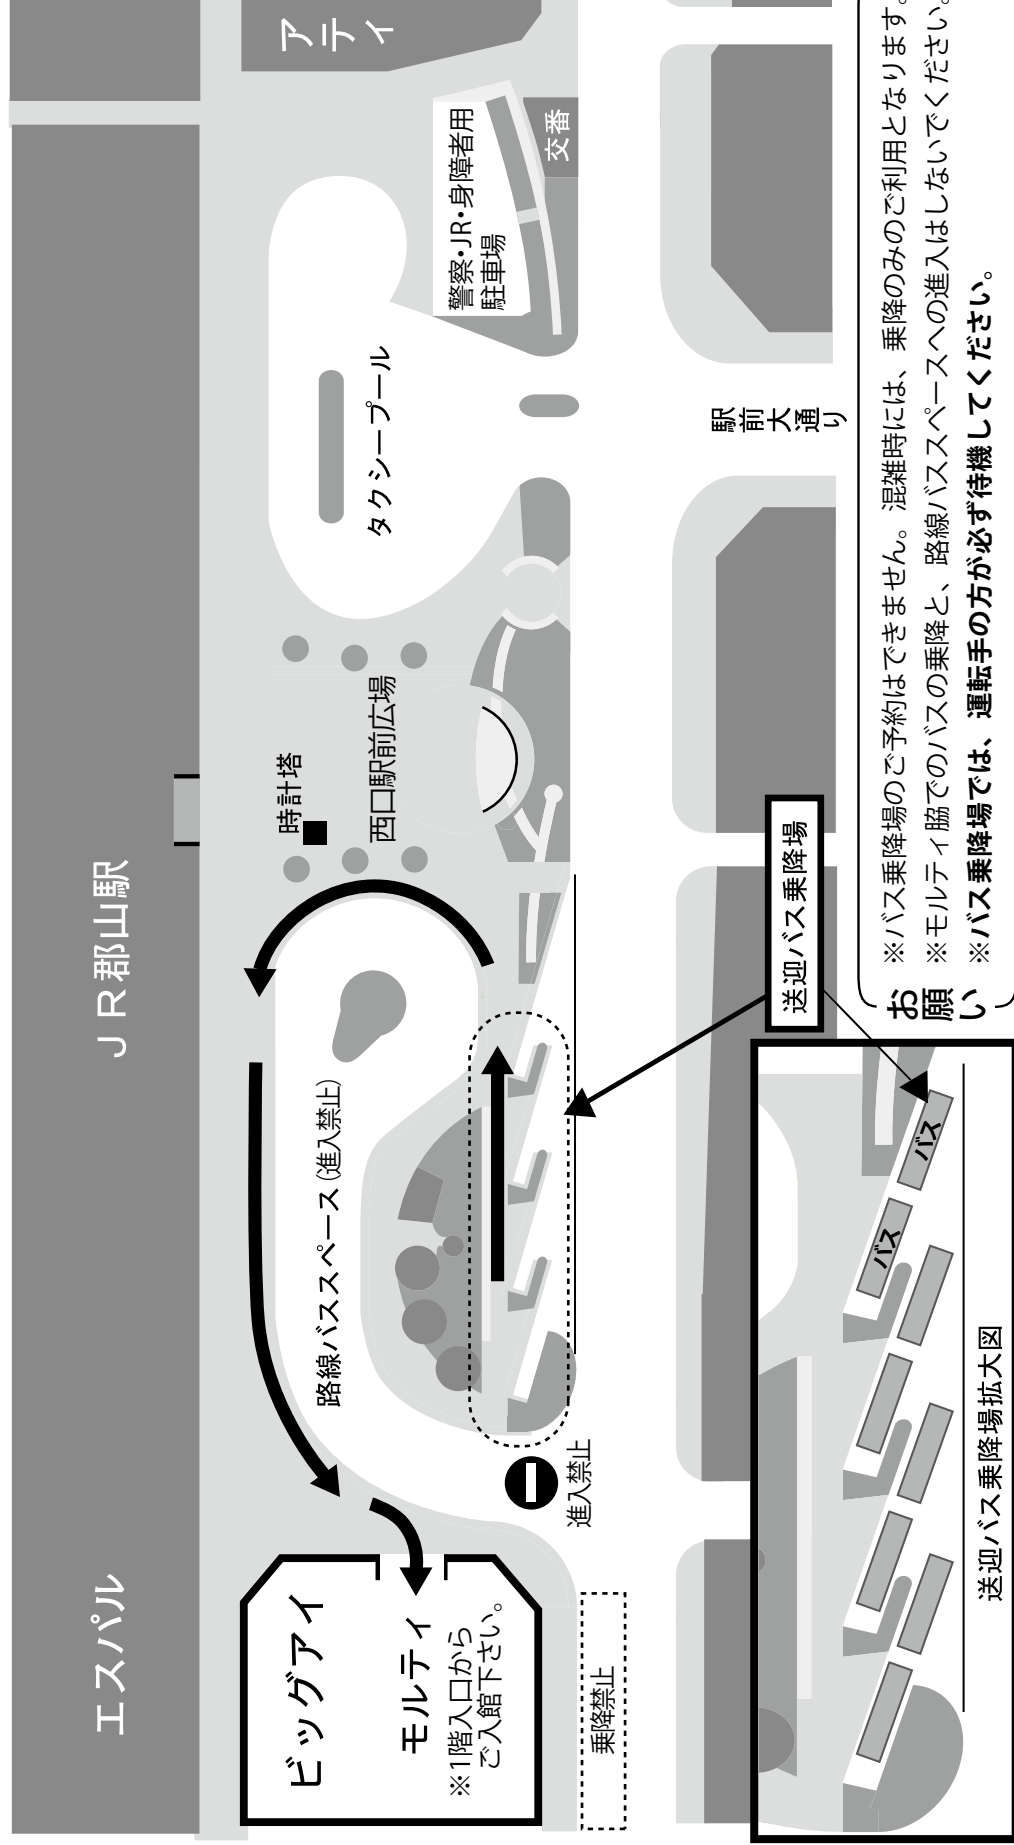 エスパル
ＪＲ郡山駅
アティ
ビッグアイ
モルティ
※1階入口から
ご入館下さい。
乗降禁止
進入禁止
路線バススペース（進入禁止）
時計塔
西口駅前広場
タクシープール
警察・JR・身障者用
駐車場
交番
駅前大通り
送迎バス乗降場
お願い
※バス乗降場のご予約はできません。混雑時には、乗降のみのご利用となります。
※モルティ脇でのバスの乗降と、路線バススペースへの進入はしないでください。
※バス乗降場では、運転手の方が必ず待機してください。
バス
バス
送迎バス乗降場拡大図